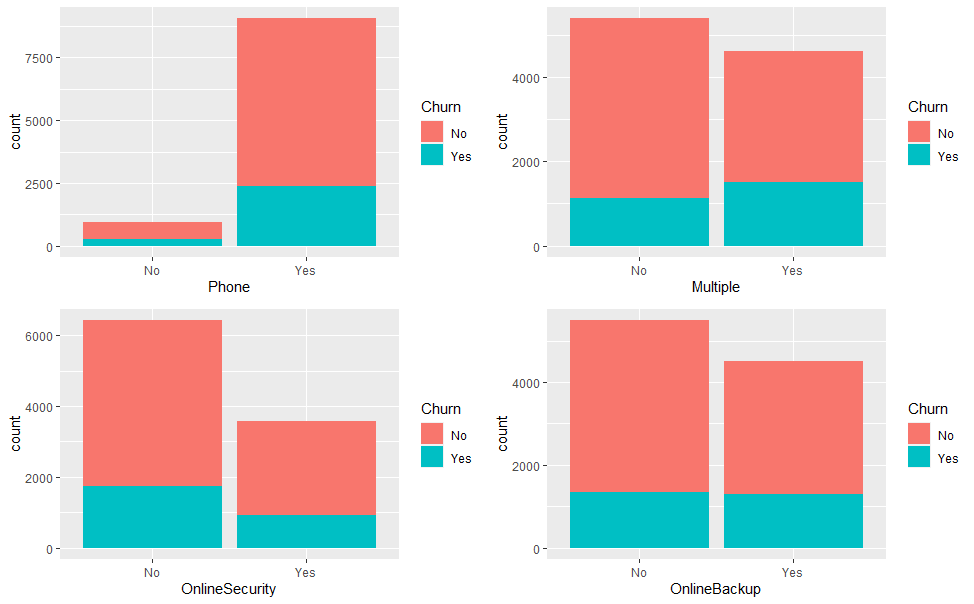 count
7500
5000
2500
0
No
Yes
Phone
Churn
No
Yes
count
4000
2000
0
No
Yes
Multiple
Churn
No
Yes
count
6000
4000
2000
0
No
Yes
OnlineSecurity
Churn
No
Yes
count
4000
2000
0
No
Yes
OnlineBackup
Churn
No
Yes